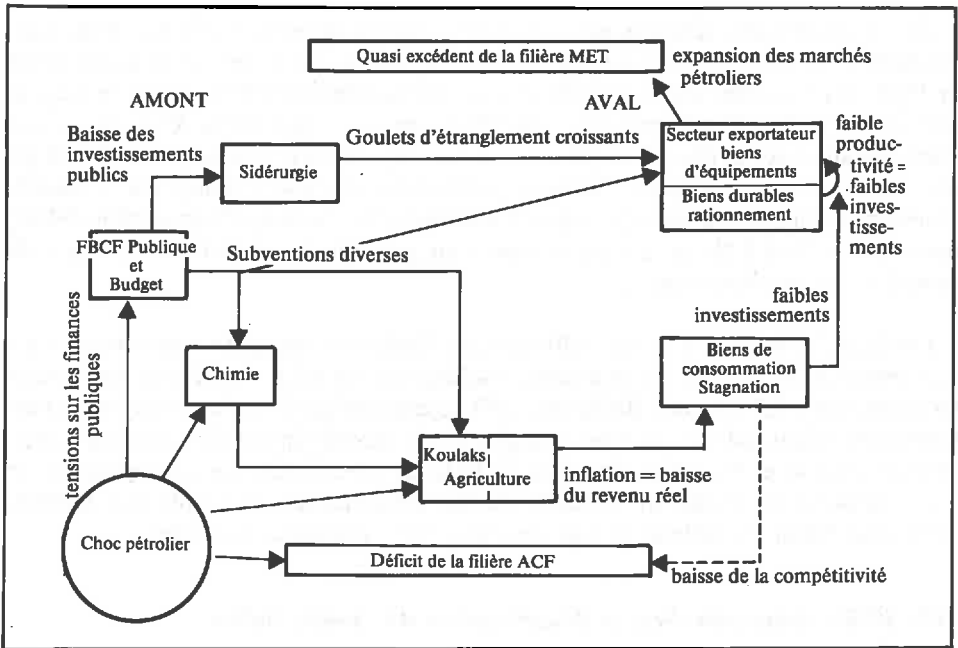 Quasi excédent de la filière MET
expansion des marchés
pétroliers
AMONT
AVAL
Baisse des
investissements
publics
Sidérurgie
Goulets d'étranglement croissants
Secteur exportateur
biens
d'équipements
Biens durables
rationnement
faible
produc-
tivité =
faibles
inves-
tisse-
ments
FBCF Publique
et
Budget
Subventions diverses
tensions sur les finances
publiques
Chimie
faibles
investissements
Biens de
consommation
Stagnation
Koulaks
Agriculture
inflation = baisse
du revenu réel
Choc pétrolier
Déficit de la filière ACF
baisse de la compétitivité